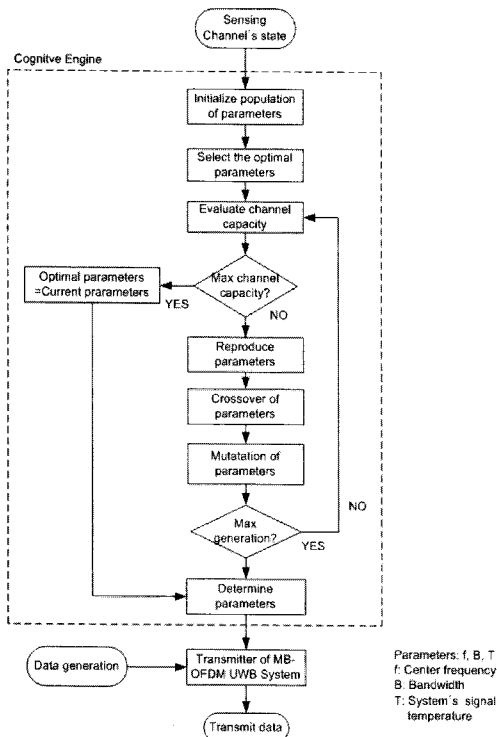 Sensing
Channel's state
Cognitve Engine
Initialize population
of parameters
Select the optimal
parameters
Evaluate channel
capacity
Max channel
capacity?
Optimal parameters
=Current prarameters
YES
NO
Reproduce
parameters
Crossover of
parameters
Mutatation of
parameters
NO
Max
generation?
YES
Determine
parameters
Data generation
Transmitter of MB-
OFDM UWB System
Transmit data
Parameters: f, B, T
f: Center frequency
B: Bandwidth
T: System's signal
temperature